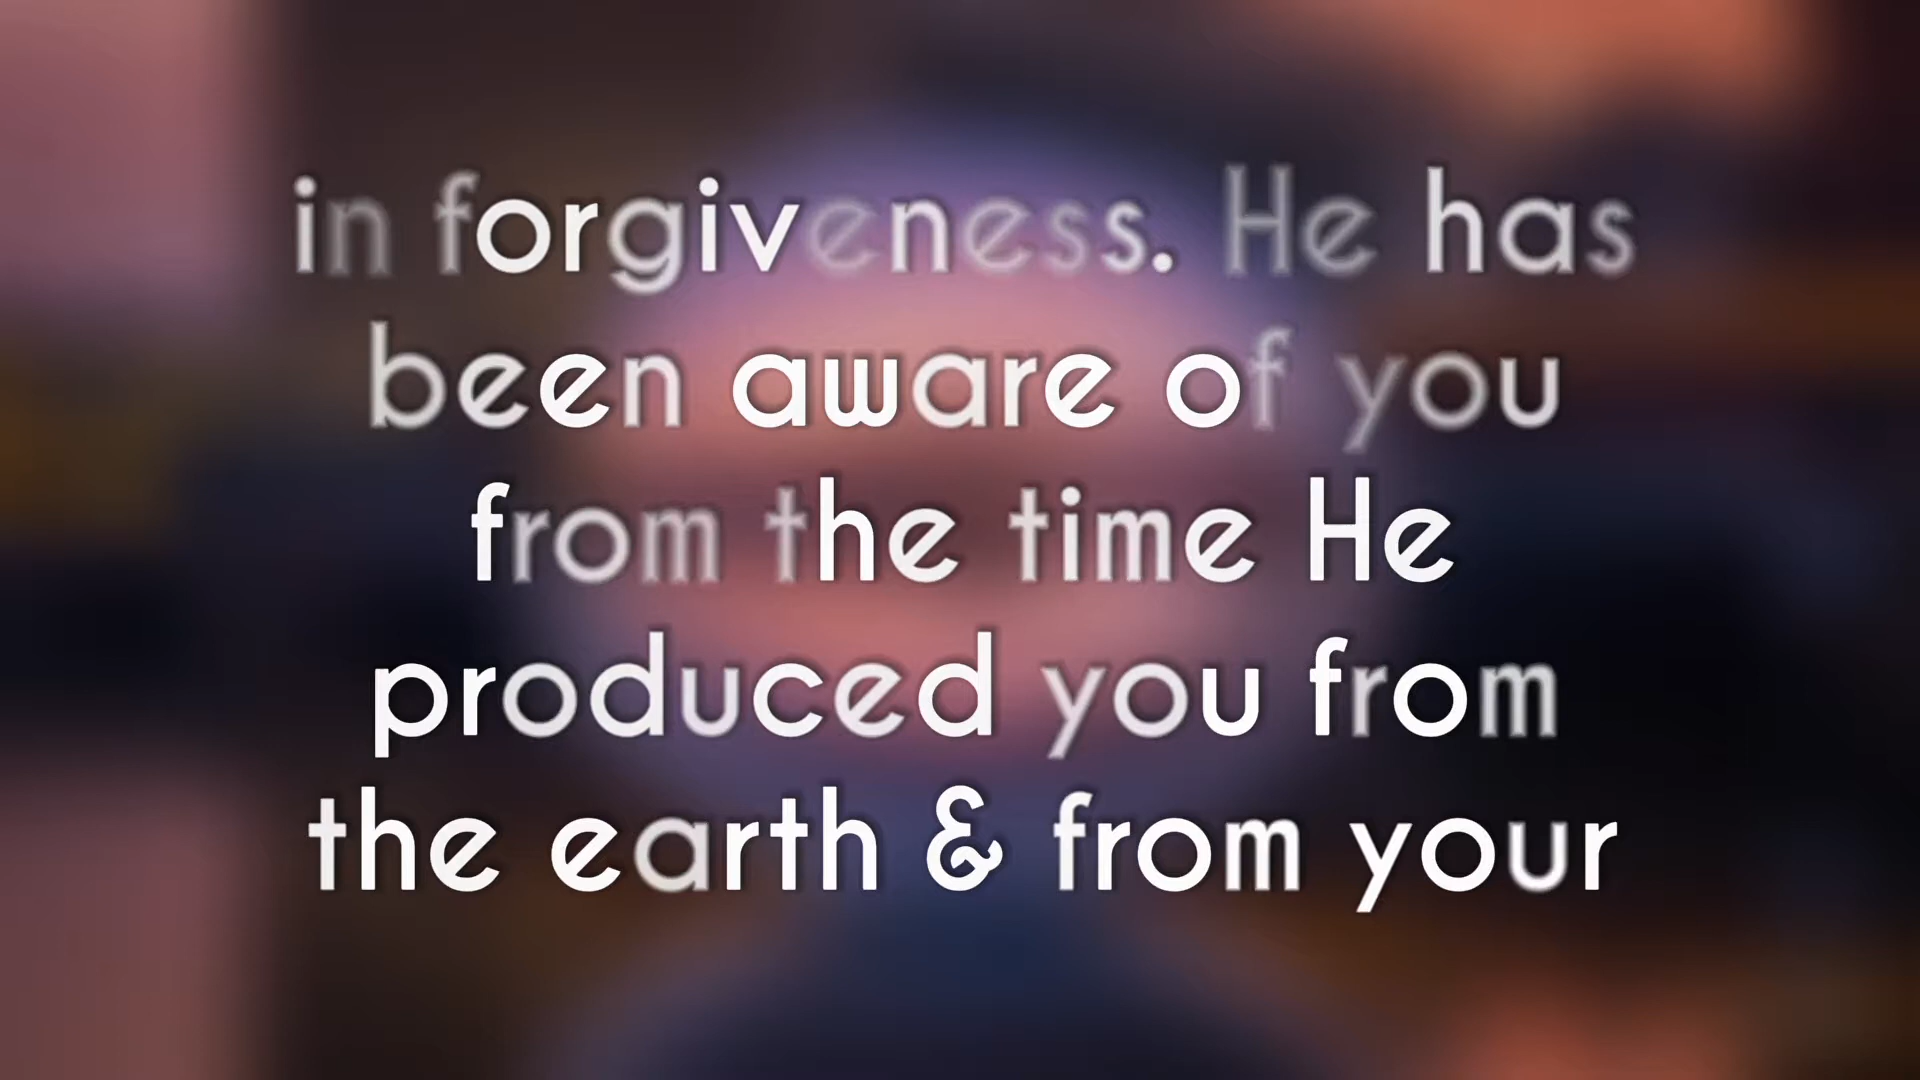 in forgiveness. He has
been aware of you
from the time He
produced you from
the earth & from your